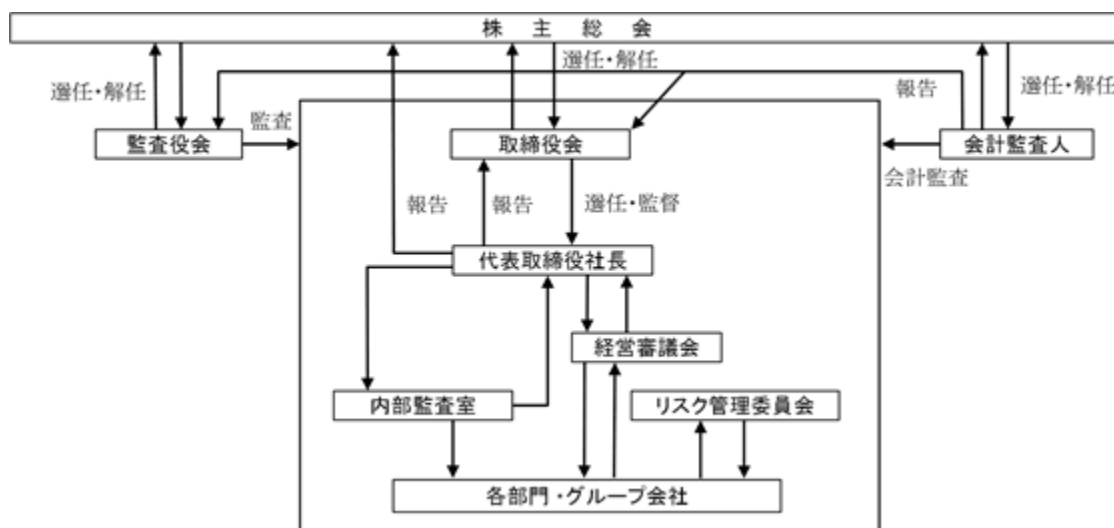 株主総会
選任・解任
選任・解任
報告
選任・解任
監査
監査役会
取締役会
会計監査人
会計監査
報告
報告
選任・監督
代表取締役社長
経営審議会
内部監査室
リスク管理委員会
各部門・グループ会社